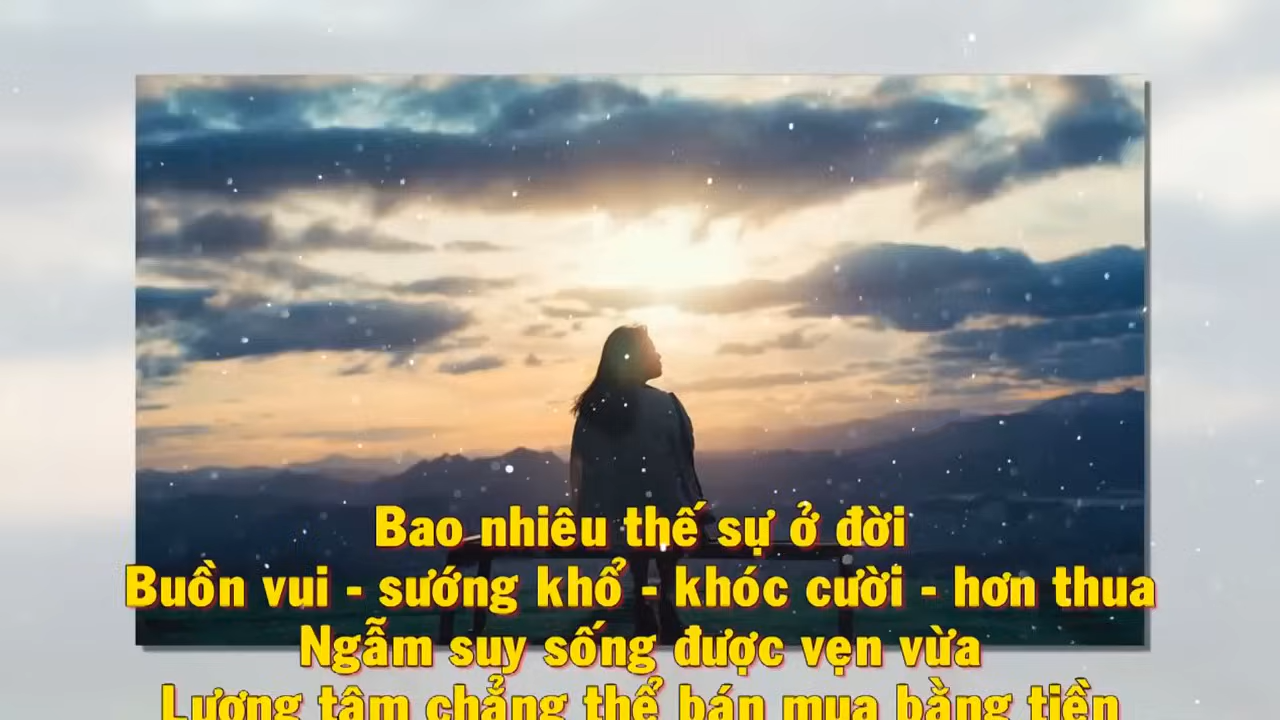 Bao nhiêu thế sự ở đời
Buồn vui - sướng khổ - khóc cười - hơn thua
Ngẫm suy sống được vẹn vừa
Lương tâm chẳng thể bán mua bằng tiền